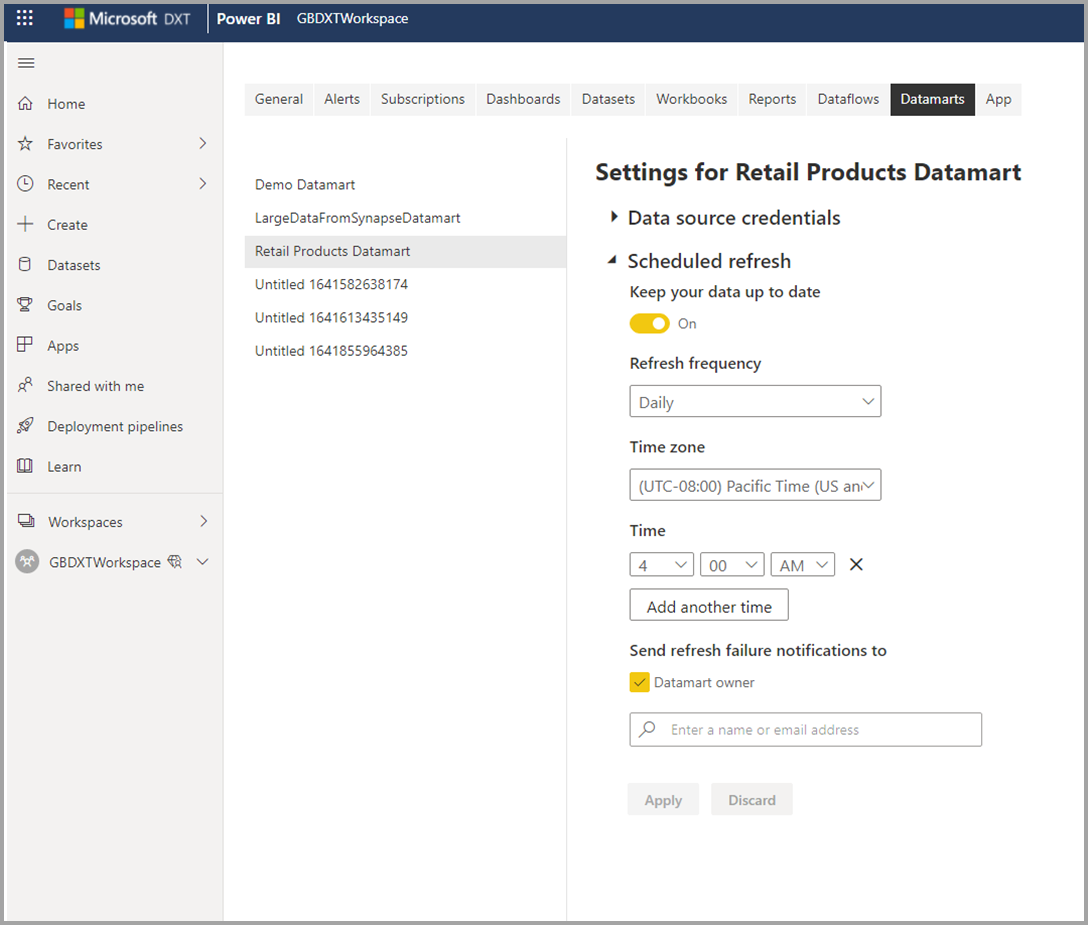 Microsoft DXT Power BI GBDXTWorkspace
Home
Favorites
Recent
Create
Datasets
Goals
Apps
Shared with me
Deployment pipelines
Learn
Workspaces
GBDXTWorkspace
General Alerts Subscriptions Dashboards Datasets Workbooks Reports Dataflows Datamarts App
Demo Datamart
LargeDataFromSynapseDatamart
Retail Products Datamart
Untitled 1641582638174
Untitled 1641613435149
Untitled 1641855964385
Settings for Retail Products Datamart
Data source credentials
Scheduled refresh
Keep your data up to date
On
Refresh frequency
Daily
Time zone
(UTC-08:00) Pacific Time (US an
Time
4 00 AM
Add another time
Send refresh failure notifications to
Datamart owner
Enter a name or email address
Apply Discard